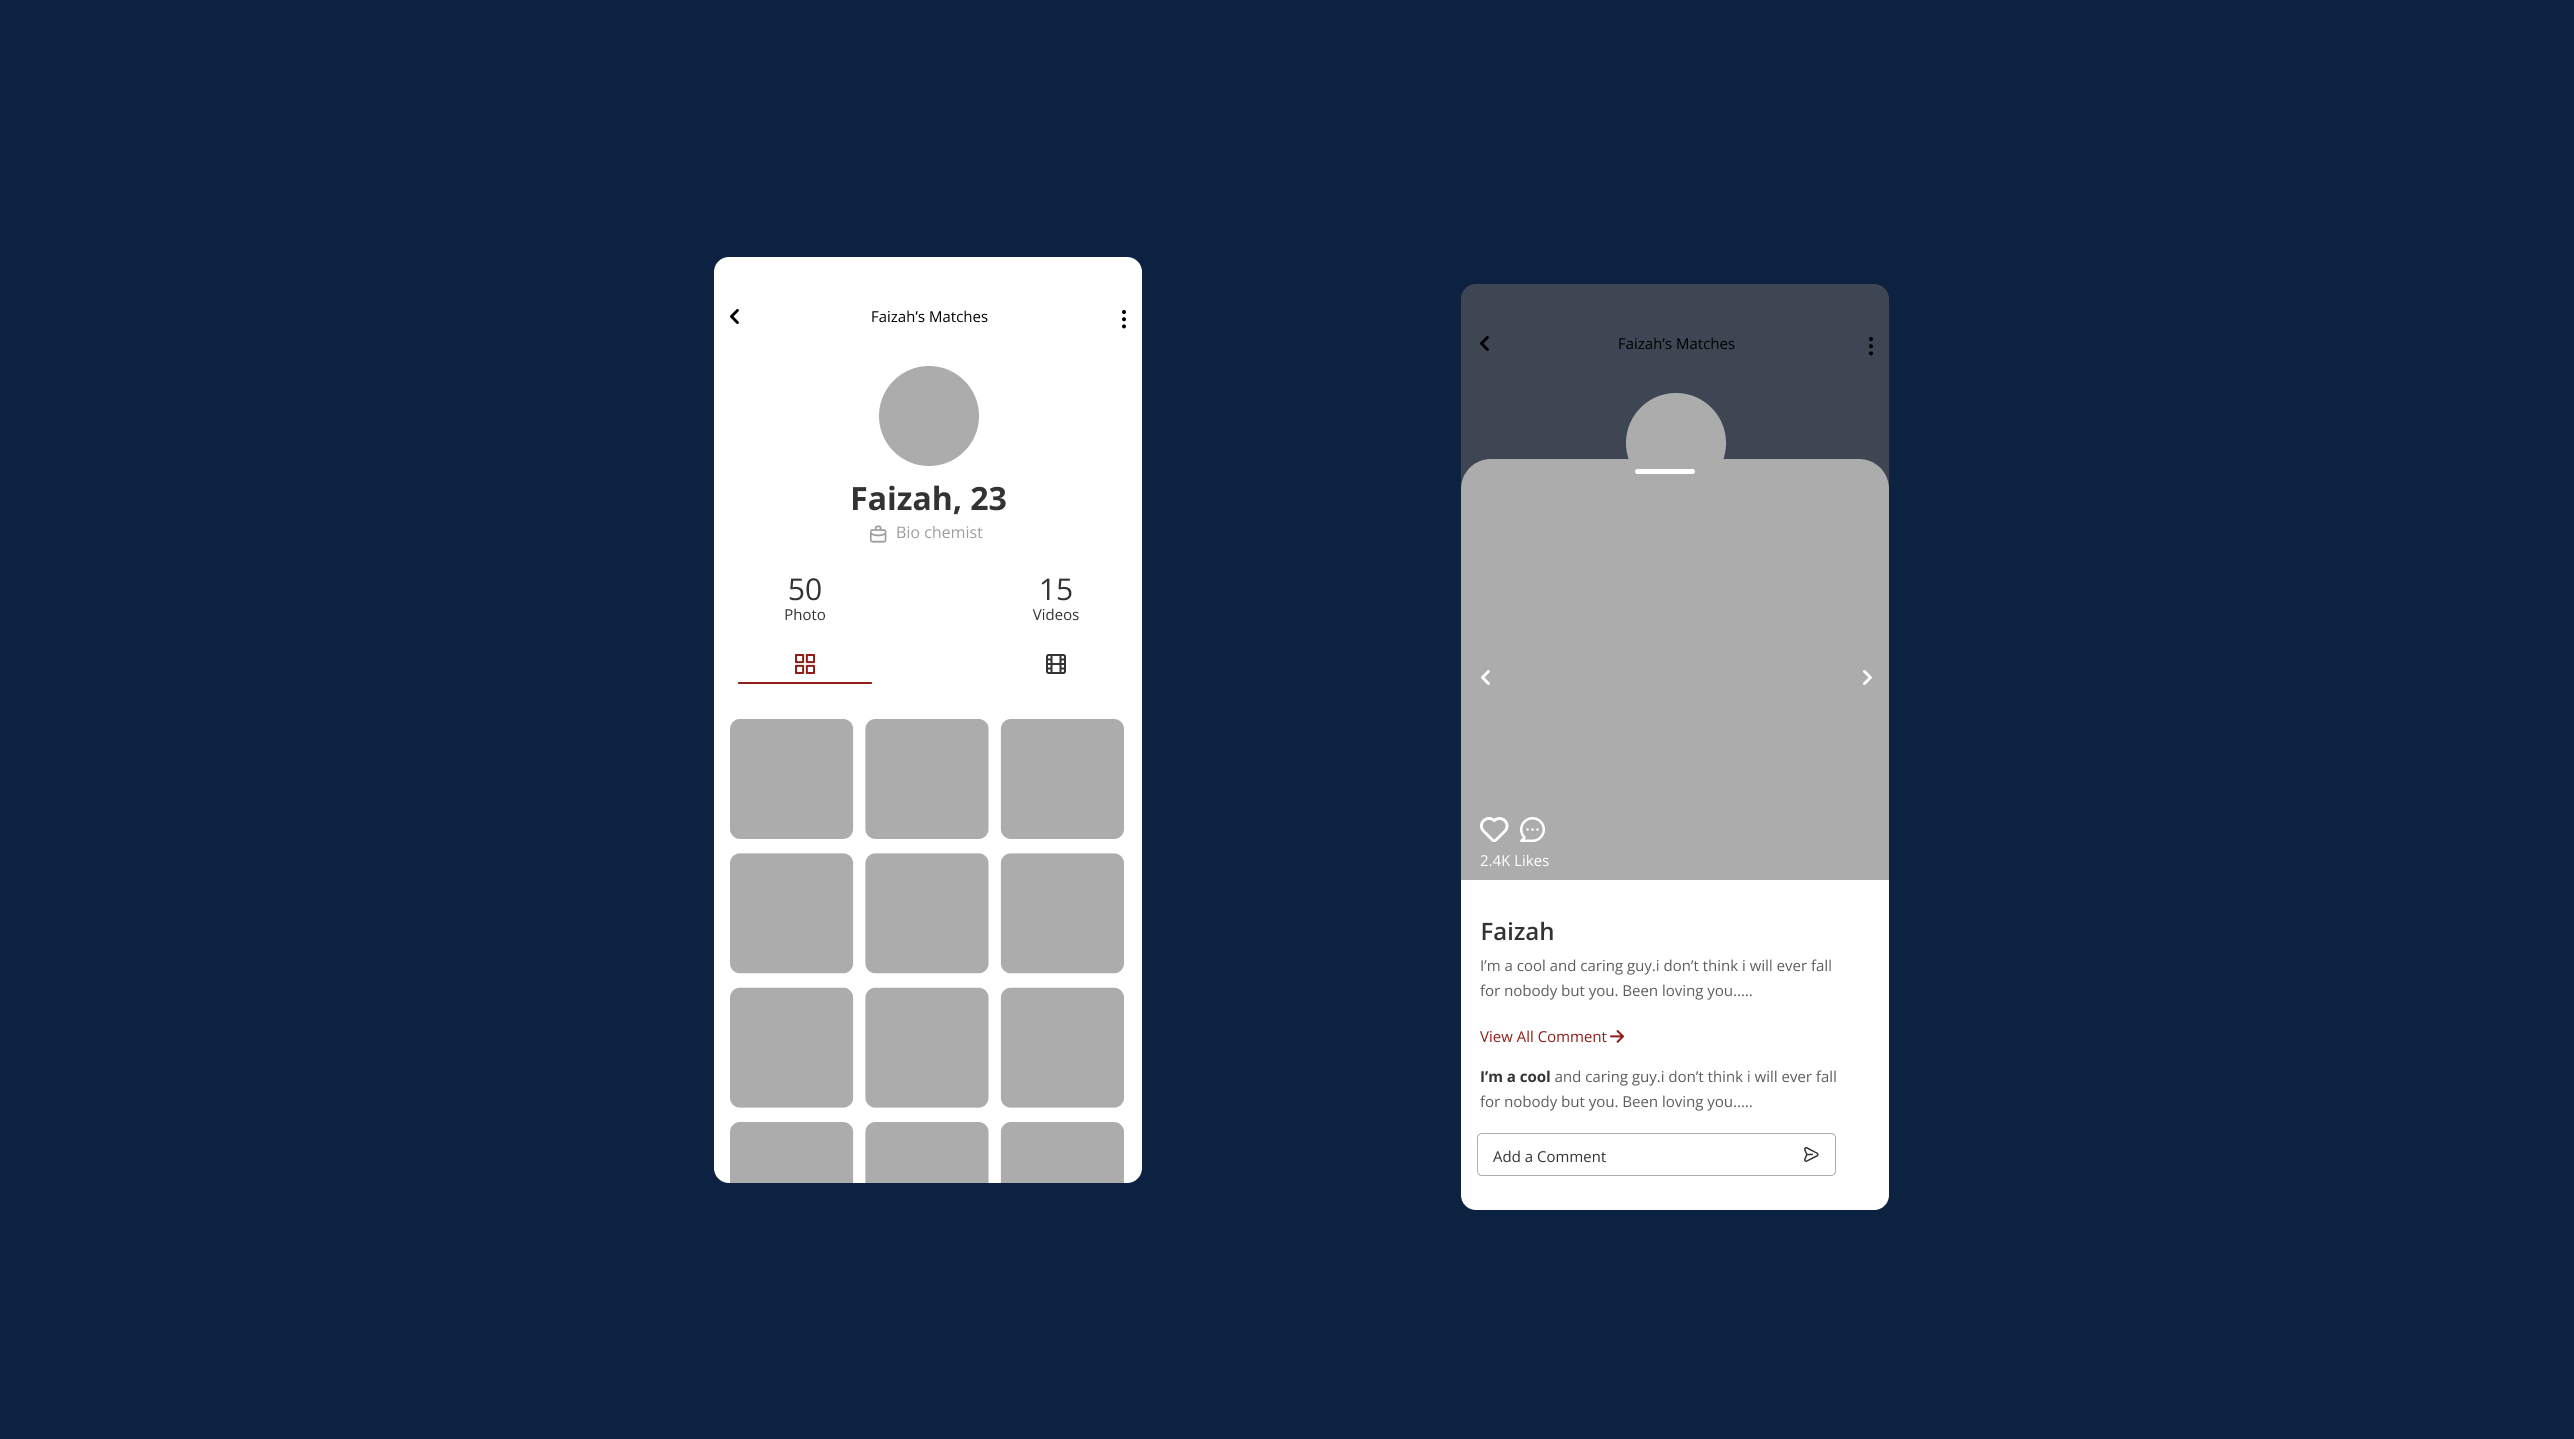 Faizah’s Matches
Faizah, 23
Bio chemist
50
Photo
15
Videos
Faizah’s Matches
2.4K Likes
Faizah
I’m a cool and caring guy.i don’t think i will ever fall
for nobody but you. Been loving you.....
View All Comment
I’m a cool and caring guy.i don’t think i will ever fall
for nobody but you. Been loving you.....
Add a Comment